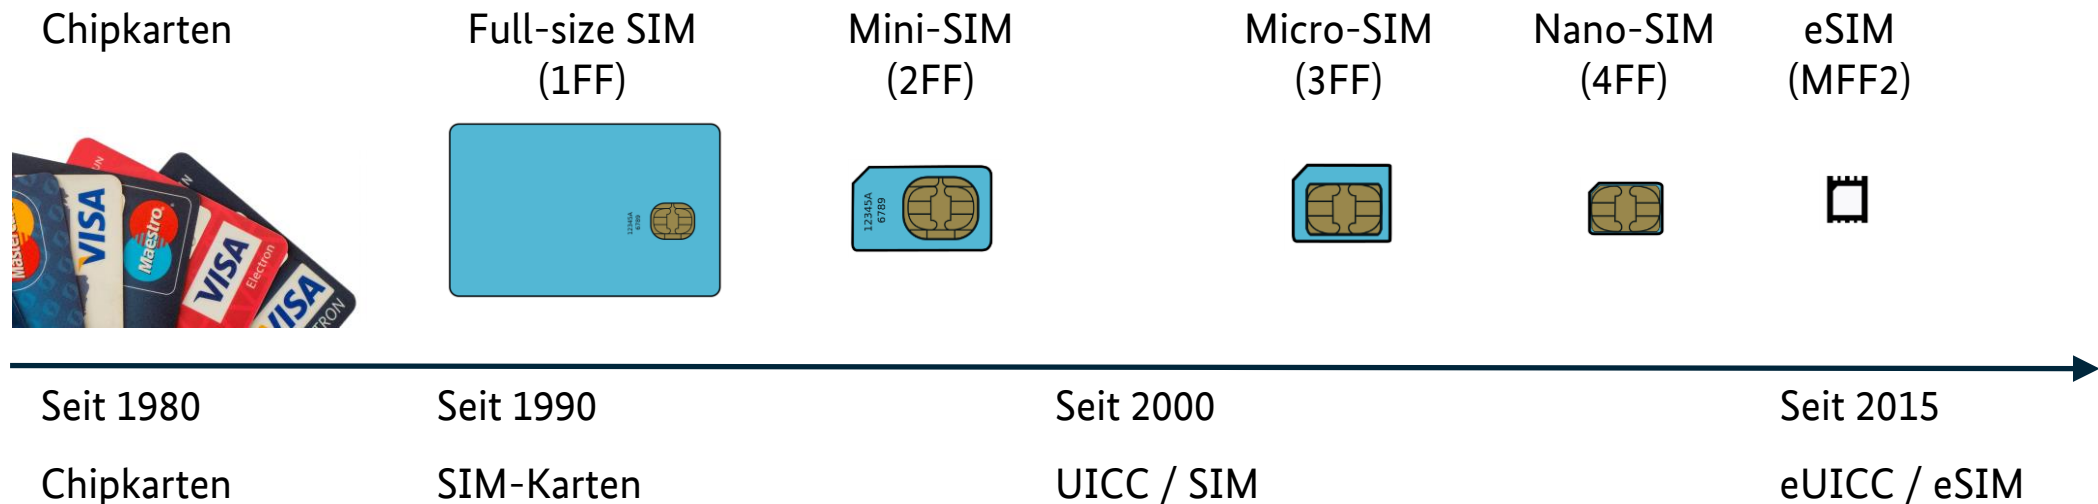 Chipkarten
Full-size SIM
(1FF)
Mini-SIM
(2FF)
Micro-SIM
(3FF)
Nano-SIM
(4FF)
eSIM
(MFF2)
VISA
Maestro
VISA
Electron
VISA
12345A
6789
12345A
6789
Seit 1980
Seit 1990
Seit 2000
Seit 2015
Chipkarten
SIM-Karten
UICC / SIM
eUICC / eSIM